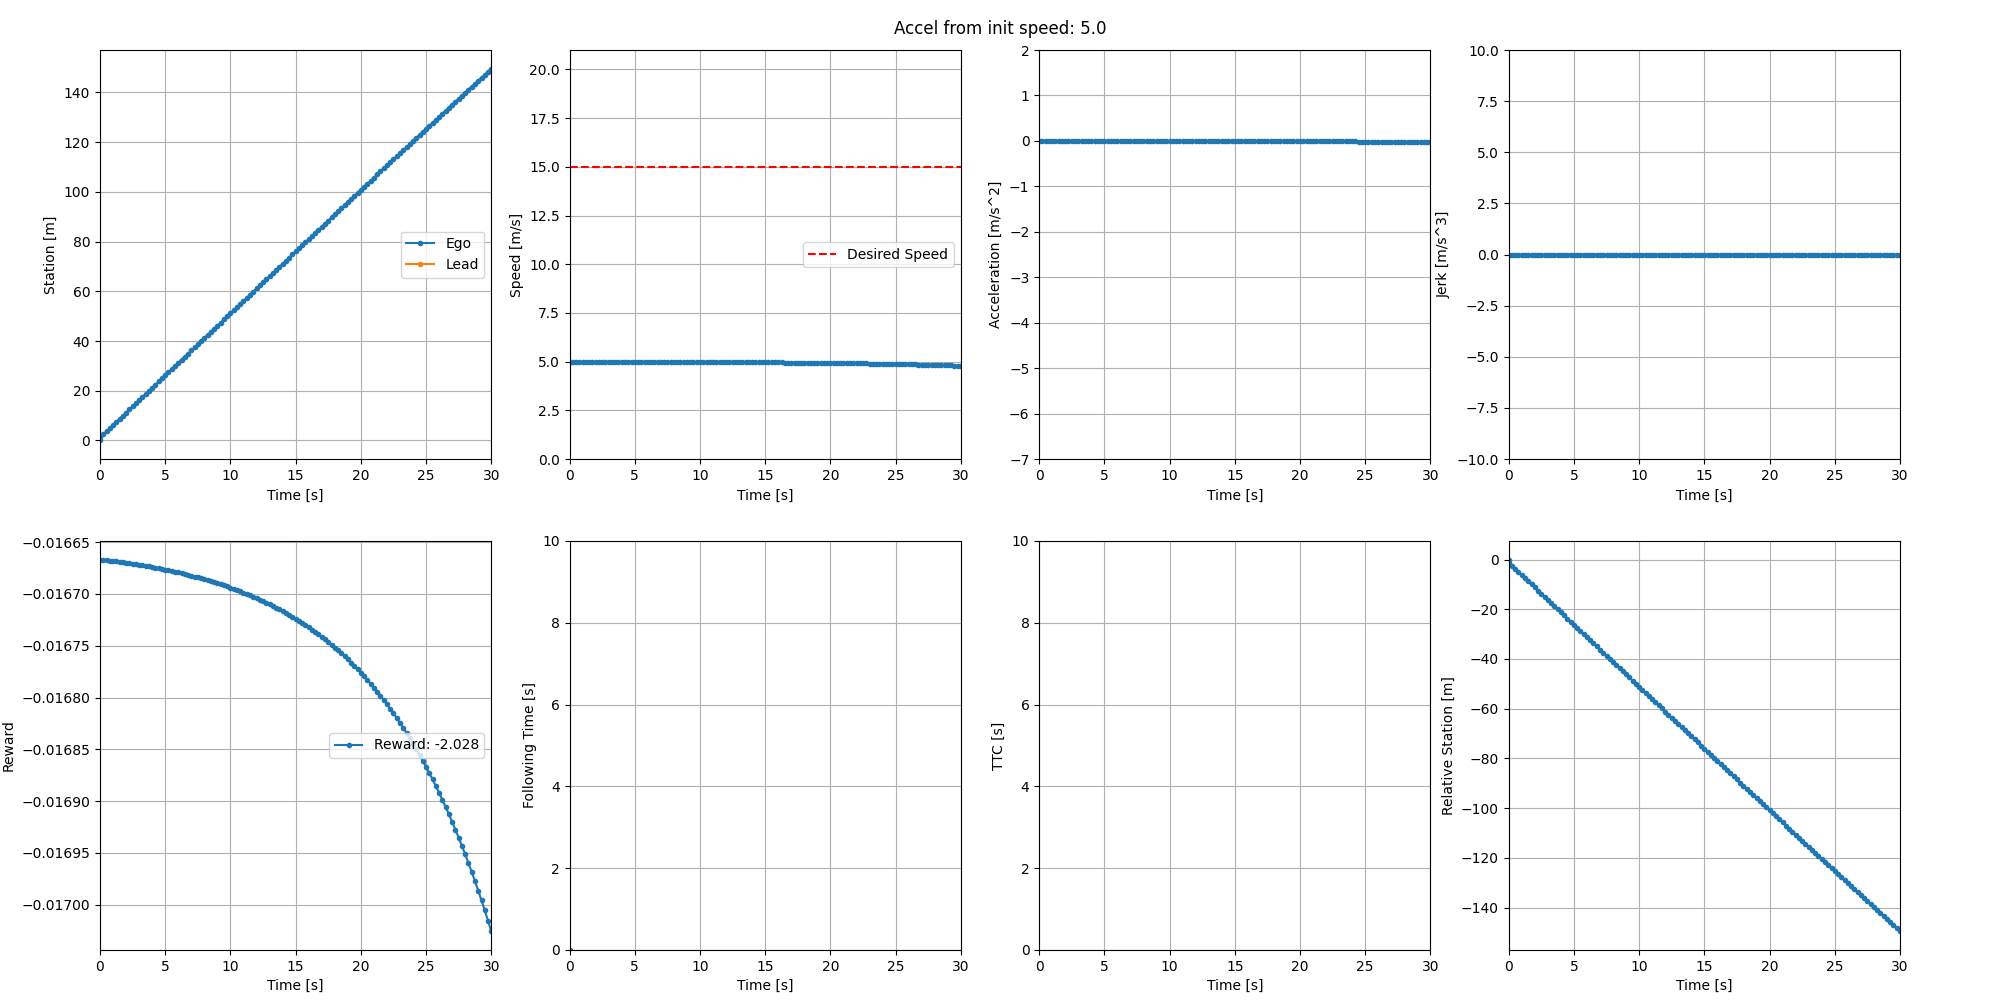 Accel from init speed: 5.0
Station [m]
140
120
100
80
60
40
20
0
Ego
Lead
0 5 10 15 20 25 30
Time [s]
Speed [m/s]
20.0
17.5
15.0
12.5
10.0
7.5
5.0
2.5
0.0
Desired Speed
0 5 10 15 20 25 30
Time [s]
Acceleration [m/s^2]
2
1
0
−1
−2
−3
−4
−5
−6
−7
0 5 10 15 20 25 30
Time [s]
Jerk [m/s^3]
10.0
7.5
5.0
2.5
0.0
−2.5
−5.0
−7.5
−10.0
0 5 10 15 20 25 30
Time [s]
Reward
−0.01665
−0.01670
−0.01675
−0.01680
−0.01685
−0.01690
−0.01695
−0.01700
Reward: -2.028
0 5 10 15 20 25 30
Time [s]
Following Time [s]
10
8
6
4
2
0
0 5 10 15 20 25 30
Time [s]
TTC [s]
10
8
6
4
2
0
0 5 10 15 20 25 30
Time [s]
Relative Station [m]
0
−20
−40
−60
−80
−100
−120
−140
0 5 10 15 20 25 30
Time [s]